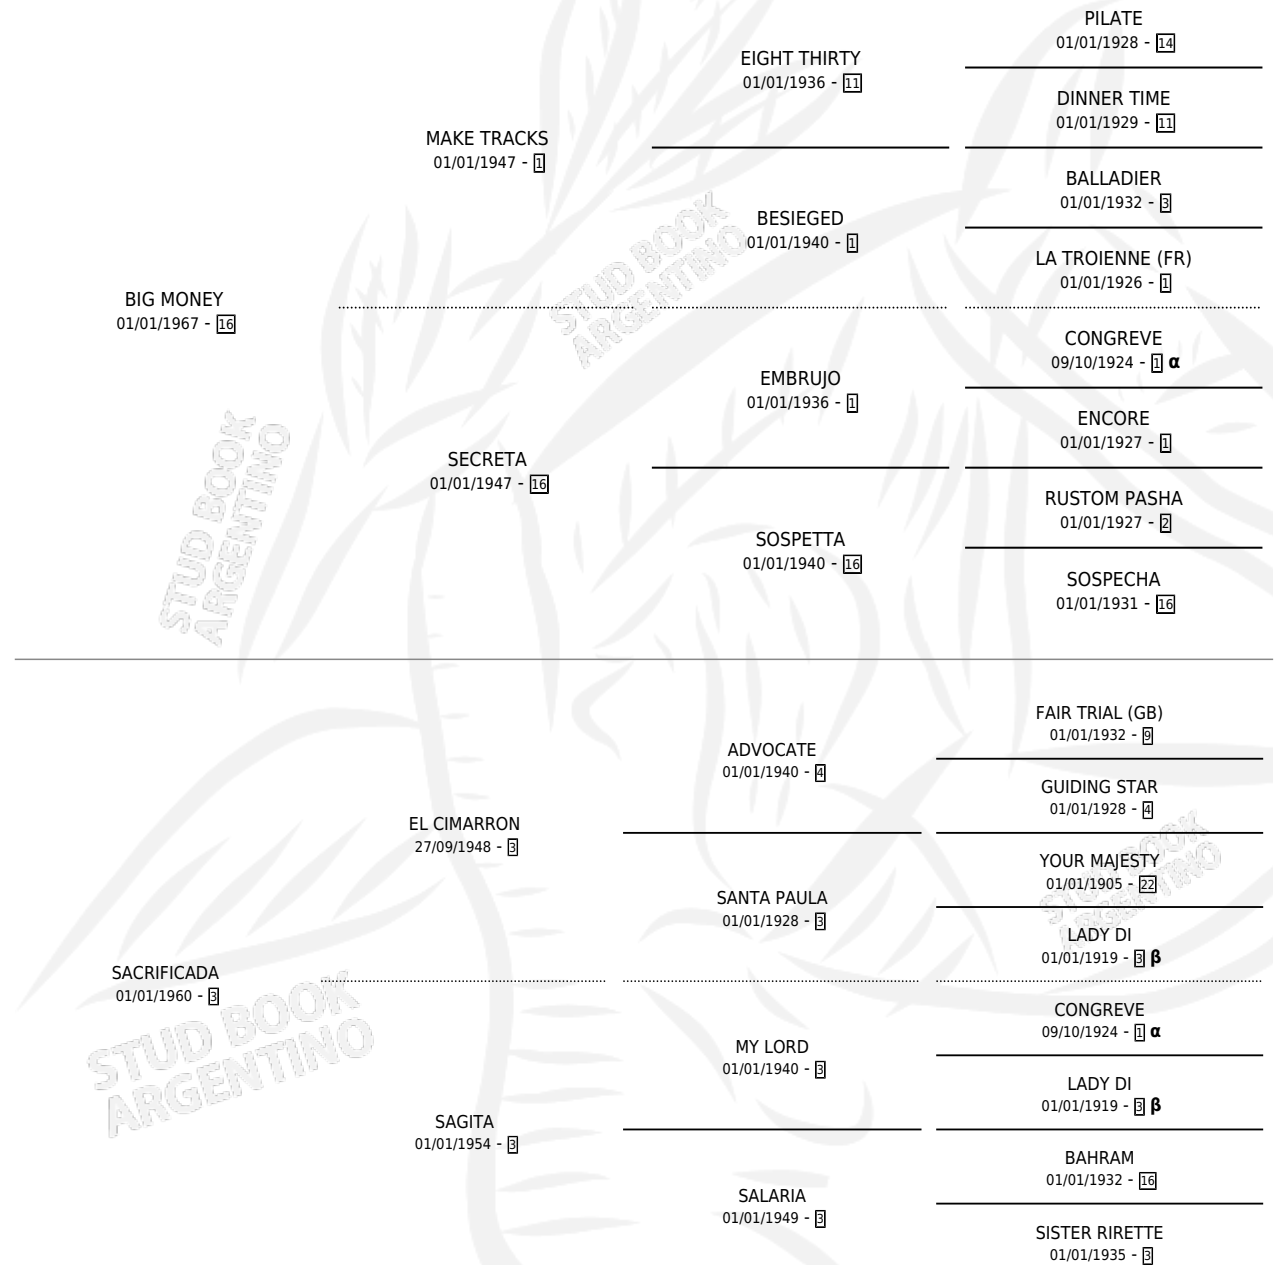 PILATE
01/01/1928 - 14
EIGHT THIRTY
01/01/1936 - 11
DINNER TIME
01/01/1929 - 11
MAKE TRACKS
01/01/1947 - 1
BALLADIER
01/01/1932 - 3
BESIEGED
01/01/1940 - 1
LA TROIENNE (FR)
01/01/1926 - 1
BIG MONEY
01/01/1967 - 16
CONGREVE
09/10/1924 - 1 α
EMBRUJO
01/01/1936 - 1
ENCORE
01/01/1927 - 1
SECRETA
01/01/1947 - 16
RUSTOM PASHA
01/01/1927 - 2
SOSPETTA
01/01/1940 - 16
SOSPECHA
01/01/1931 - 16
FAIR TRIAL (GB)
01/01/1932 - 9
ADVOCATE
01/01/1940 - 4
GUIDING STAR
01/01/1928 - 4
EL CIMARRON
27/09/1948 - 3
YOUR MAJESTY
01/01/1905 - 22
SANTA PAULA
01/01/1928 - 3
LADY DI
01/01/1919 - 3 β
SACRIFICADA
01/01/1960 - 3
CONGREVE
09/10/1924 - 1 α
MY LORD
01/01/1940 - 3
LADY DI
01/01/1919 - 3 β
SAGITA
01/01/1954 - 3
BAHRAM
01/01/1932 - 16
SALARIA
01/01/1949 - 3
SISTER RIRETTE
01/01/1935 - 3
STUD BOOK
ARGENTINO
STUD BOOK
ARGENTINO
STUD BOOK
ARGENTINO
STUD BOOK
ARGENTINO